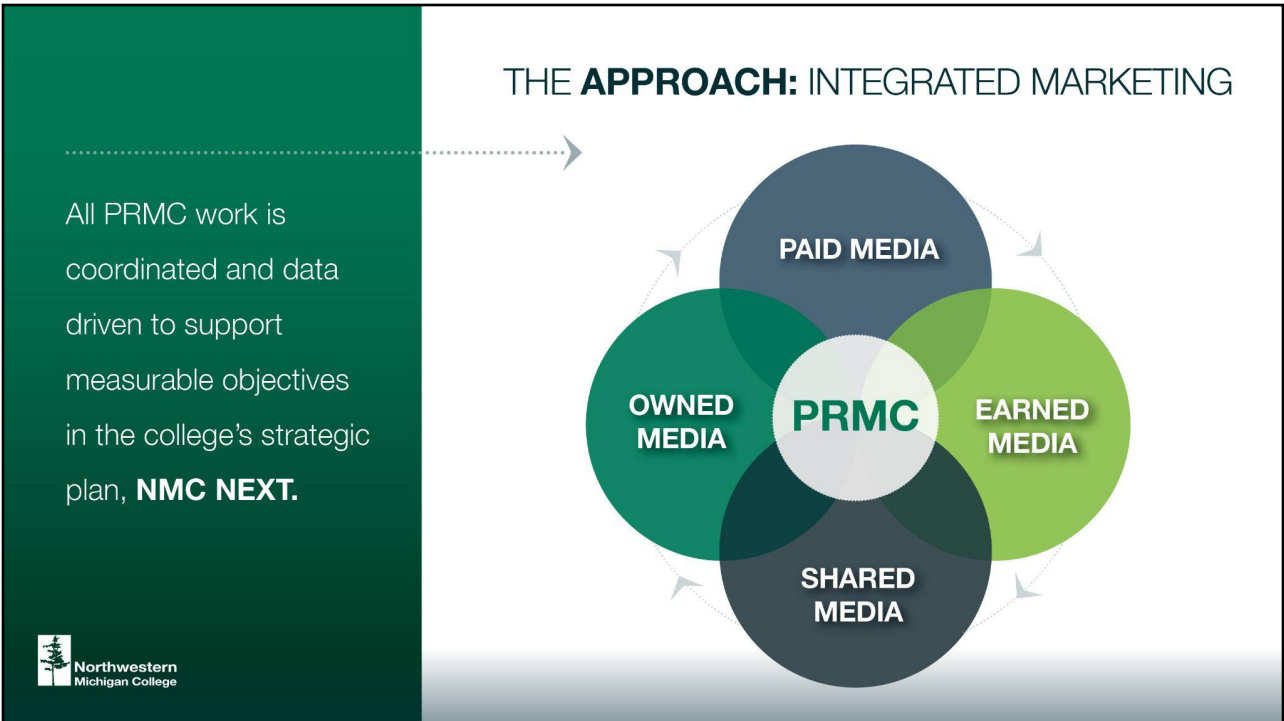 THE APPROACH: INTEGRATED MARKETING
All PRMC work is
coordinated and data
driven to support
measurable objectives
in the college’s strategic
plan, NMC NEXT.
PAID MEDIA
OWNED
MEDIA
PRMC
EARNED
MEDIA
SHARED
MEDIA
Northwestern
Michigan College